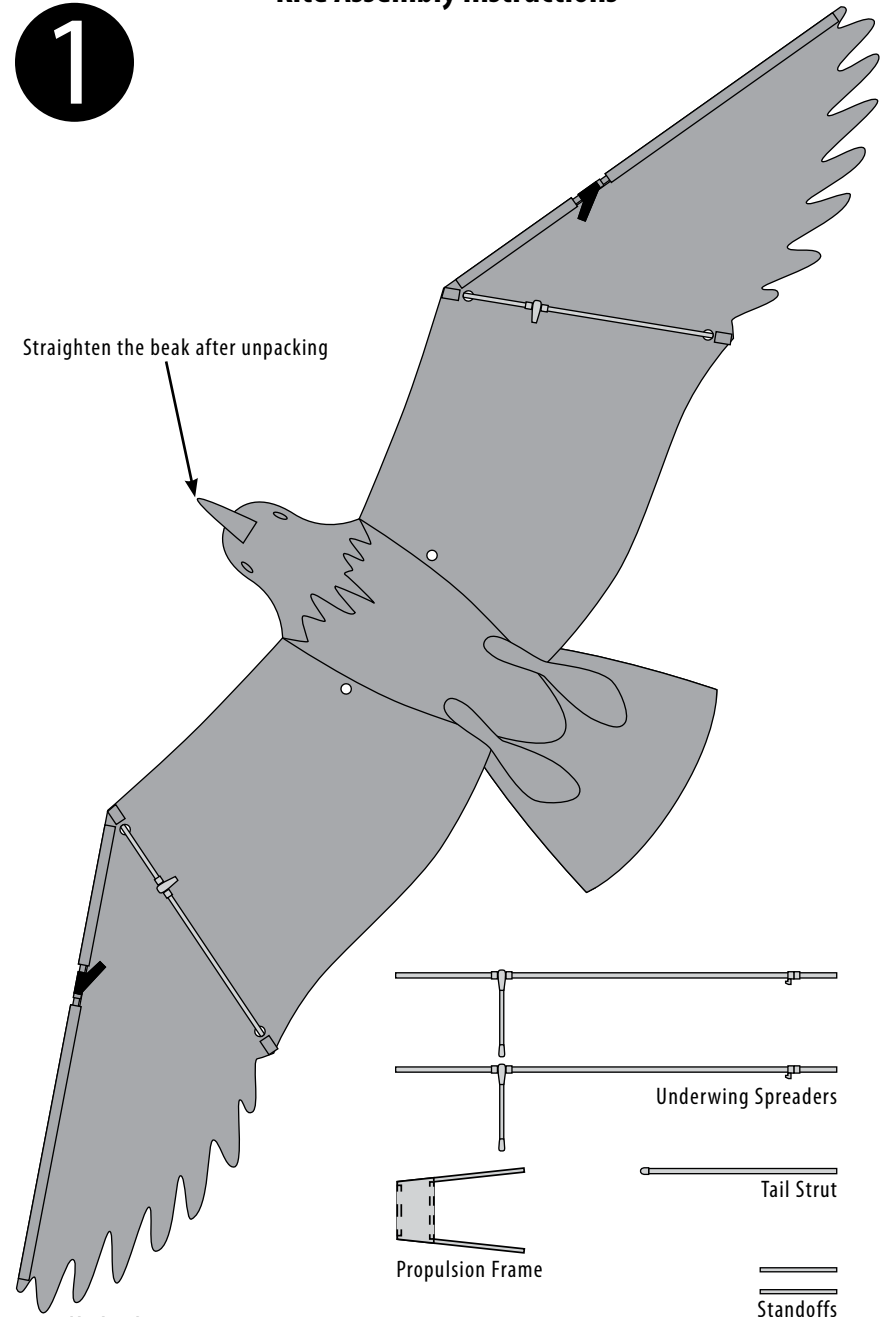 Kite Assembly Instructions
1
Straighten the beak after unpacking
Underwing Spreaders
Tail Strut
Propulsion Frame
Standoffs